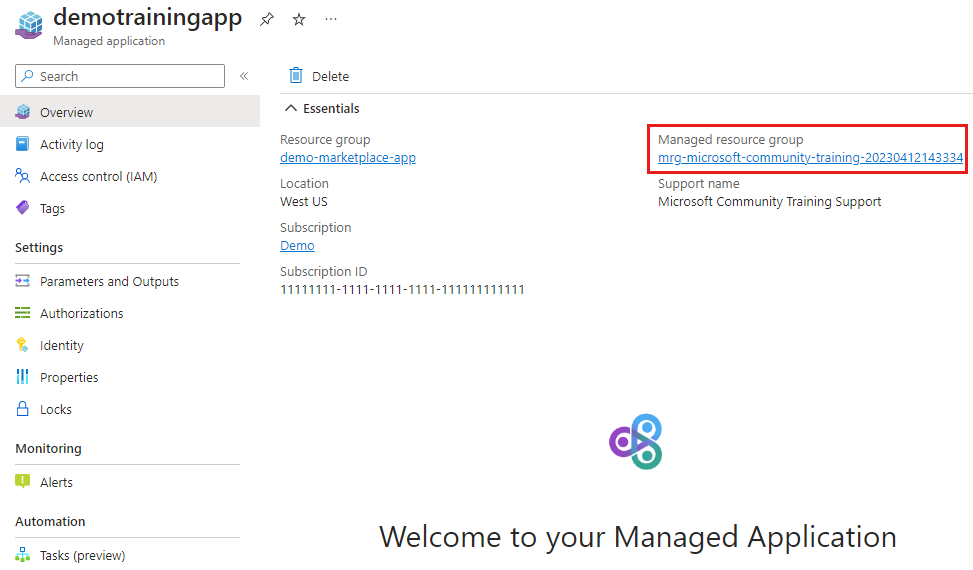 demotrainingapp
Managed application
Search
Overview
Activity log
Access control (IAM)
Tags
Settings
Parameters and Outputs
Authorizations
Identity
Properties
Locks
Monitoring
Alerts
Automation
Tasks (preview)
Delete
Essentials
Resource group
demo-marketplace-app
Location
West US
Subscription
Demo
Subscription ID
11111111-1111-1111-1111-111111111111
Managed resource group
mrg-microsoft-community-training-20230412143334
Support name
Microsoft Community Training Support
Welcome to your Managed Application